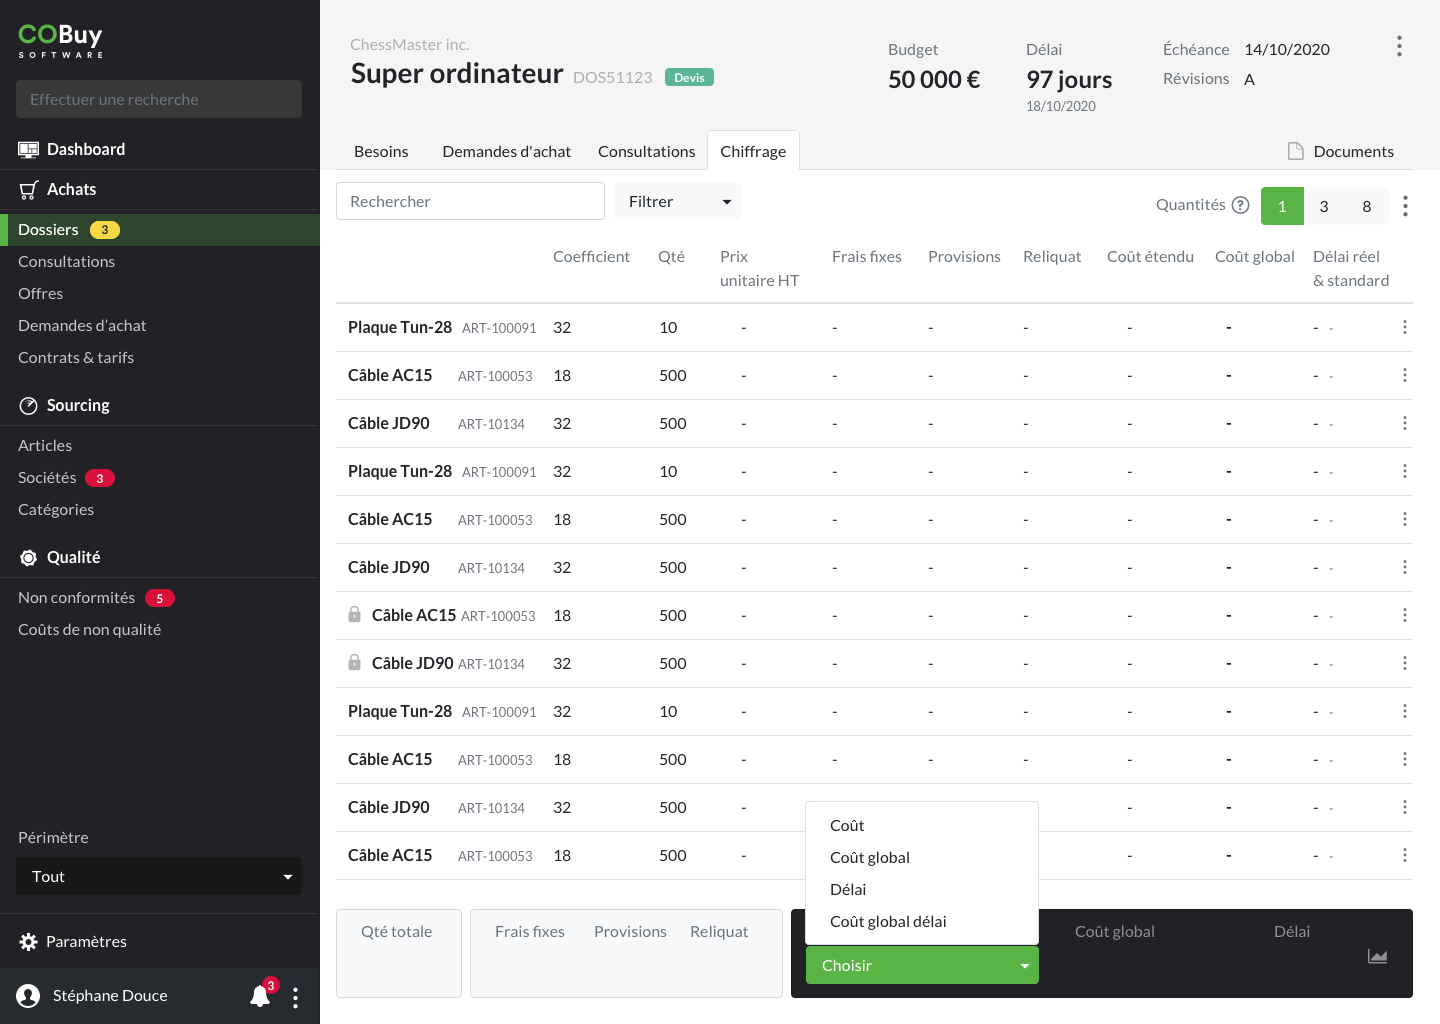 COBuy
SOFTWARE
Effectuer une recherche
Dashboard
Achats
Dossiers 3
Consultations
Offres
Demandes d’achat
Contrats & tarifs
Sourcing
Articles
Sociétés 3
Catégories
Qualité
Non conformités 5
Coûts de non qualité
Périmètre
Tout
Paramètres
Stéphane Douce 3
ChessMaster inc.
Super ordinateur DOS51123 Devis
Budget
50 000 €
Délai
97 jours
18/10/2020
Échéance 14/10/2020
Révisions A
Besoins Demandes d'achat Consultations Chiffrage Documents
Rechercher Filtrer Quantités ? 1 3 8
Coefficient Qté Prix unitaire HT Frais fixes Provisions Reliquat Coût étendu Coût global Délai réel & standard
Plaque Tun-28 ART-100091 32 10 - - - - - - - -
Câble AC15 ART-100053 18 500 - - - - - - - -
Câble JD90 ART-10134 32 500 - - - - - - - -
Plaque Tun-28 ART-100091 32 10 - - - - - - - -
Câble AC15 ART-100053 18 500 - - - - - - - -
Câble JD90 ART-10134 32 500 - - - - - - - -
Câble AC15 ART-100053 18 500 - - - - - - - -
Câble JD90 ART-10134 32 500 - - - - - - - -
Plaque Tun-28 ART-100091 32 10 - - - - - - - -
Câble AC15 ART-100053 18 500 - - - - - - - -
Câble JD90 ART-10134 32 500 - - - - -
Câble AC15 ART-100053 18 500 - - - - -
Coût
Coût global
Délai
Coût global délai
Choisir
Qté totale Frais fixes Provisions Reliquat Coût global Délai